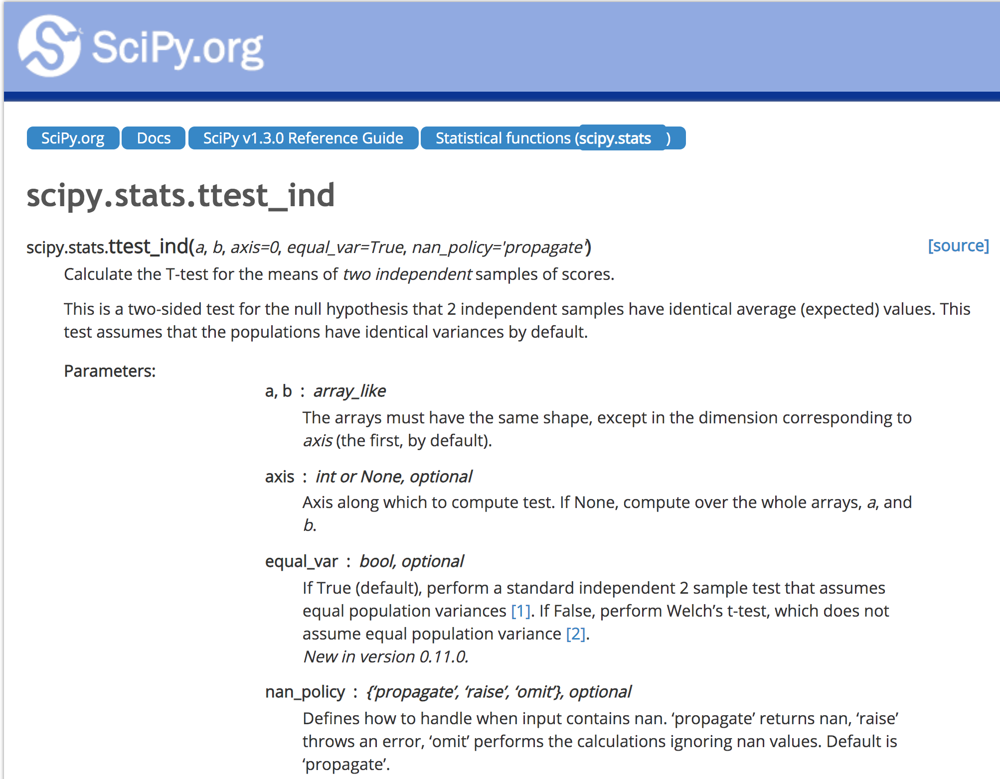 SciPy.org
SciPy.org Docs SciPy v1.3.0 Reference Guide Statistical functions (scipy.stats )
scipy.stats.ttest_ind
scipy.stats.ttest_ind(a, b, axis=0, equal_var=True, nan_policy='propagate') [source]
Calculate the T-test for the means of two independent samples of scores.
This is a two-sided test for the null hypothesis that 2 independent samples have identical average (expected) values. This
test assumes that the populations have identical variances by default.
Parameters:
a, b : array_like
The arrays must have the same shape, except in the dimension corresponding to
axis (the first, by default).
axis : int or None, optional
Axis along which to compute test. If None, compute over the whole arrays, a, and
b.
equal_var : bool, optional
If True (default), perform a standard independent 2 sample test that assumes
equal population variances [1]. If False, perform Welch’s t-test, which does not
assume equal population variance [2].
New in version 0.11.0.
nan_policy : {‘propagate’, ‘raise’, ‘omit’}, optional
Defines how to handle when input contains nan. ‘propagate’ returns nan, ‘raise’
throws an error, ‘omit’ performs the calculations ignoring nan values. Default is
‘propagate’.